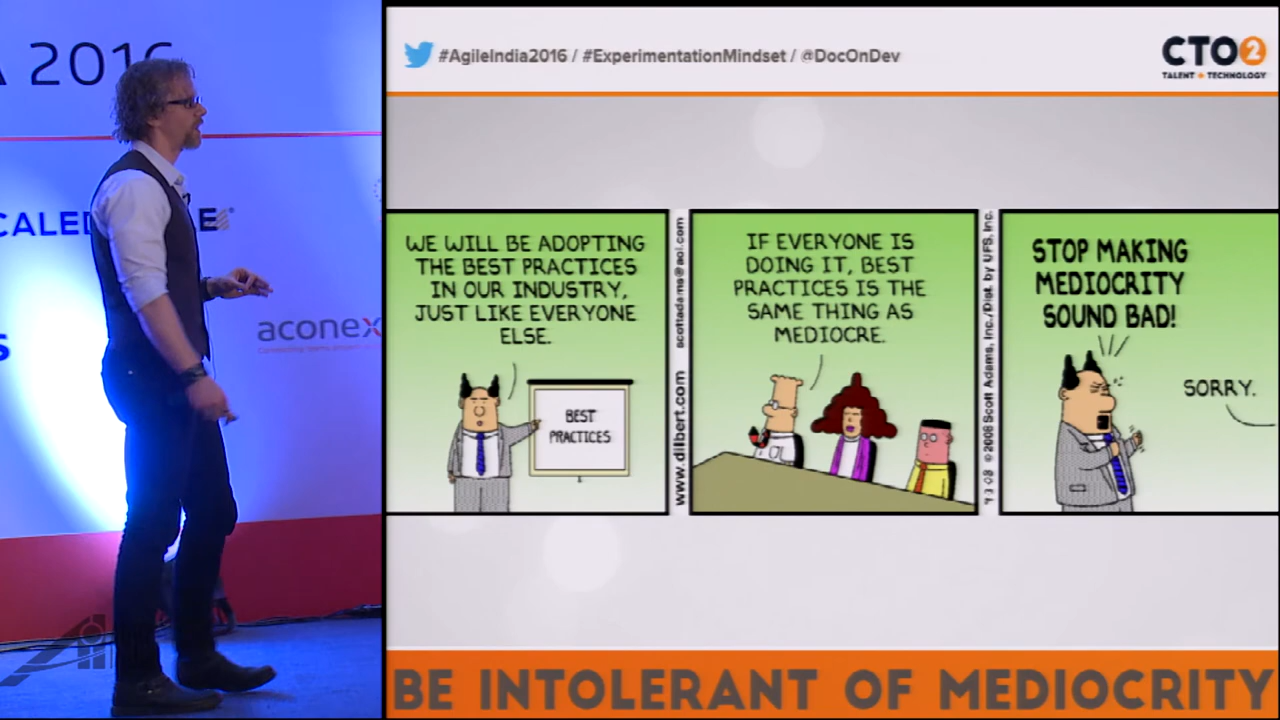 2016
CALED
E
aconex
#AgileIndia2016 / #ExperimentationMindset / @DocOnDev
CTO2
TALENT + TECHNOLOGY
WE WILL BE ADOPTING
THE BEST PRACTICES
IN OUR INDUSTRY,
JUST LIKE EVERYONE
ELSE.
BEST
PRACTICES
www.dilbert.com scottadams@aol.com
IF EVERYONE IS
DOING IT, BEST
PRACTICES IS THE
SAME THING AS
MEDIOCRE.
© 2008 Scott Adams, Inc./Dist. by UFS, Inc.
STOP MAKING
MEDIOCRITY
SOUND BAD!
SORRY.
BE INTOLERANT OF MEDIOCRITY